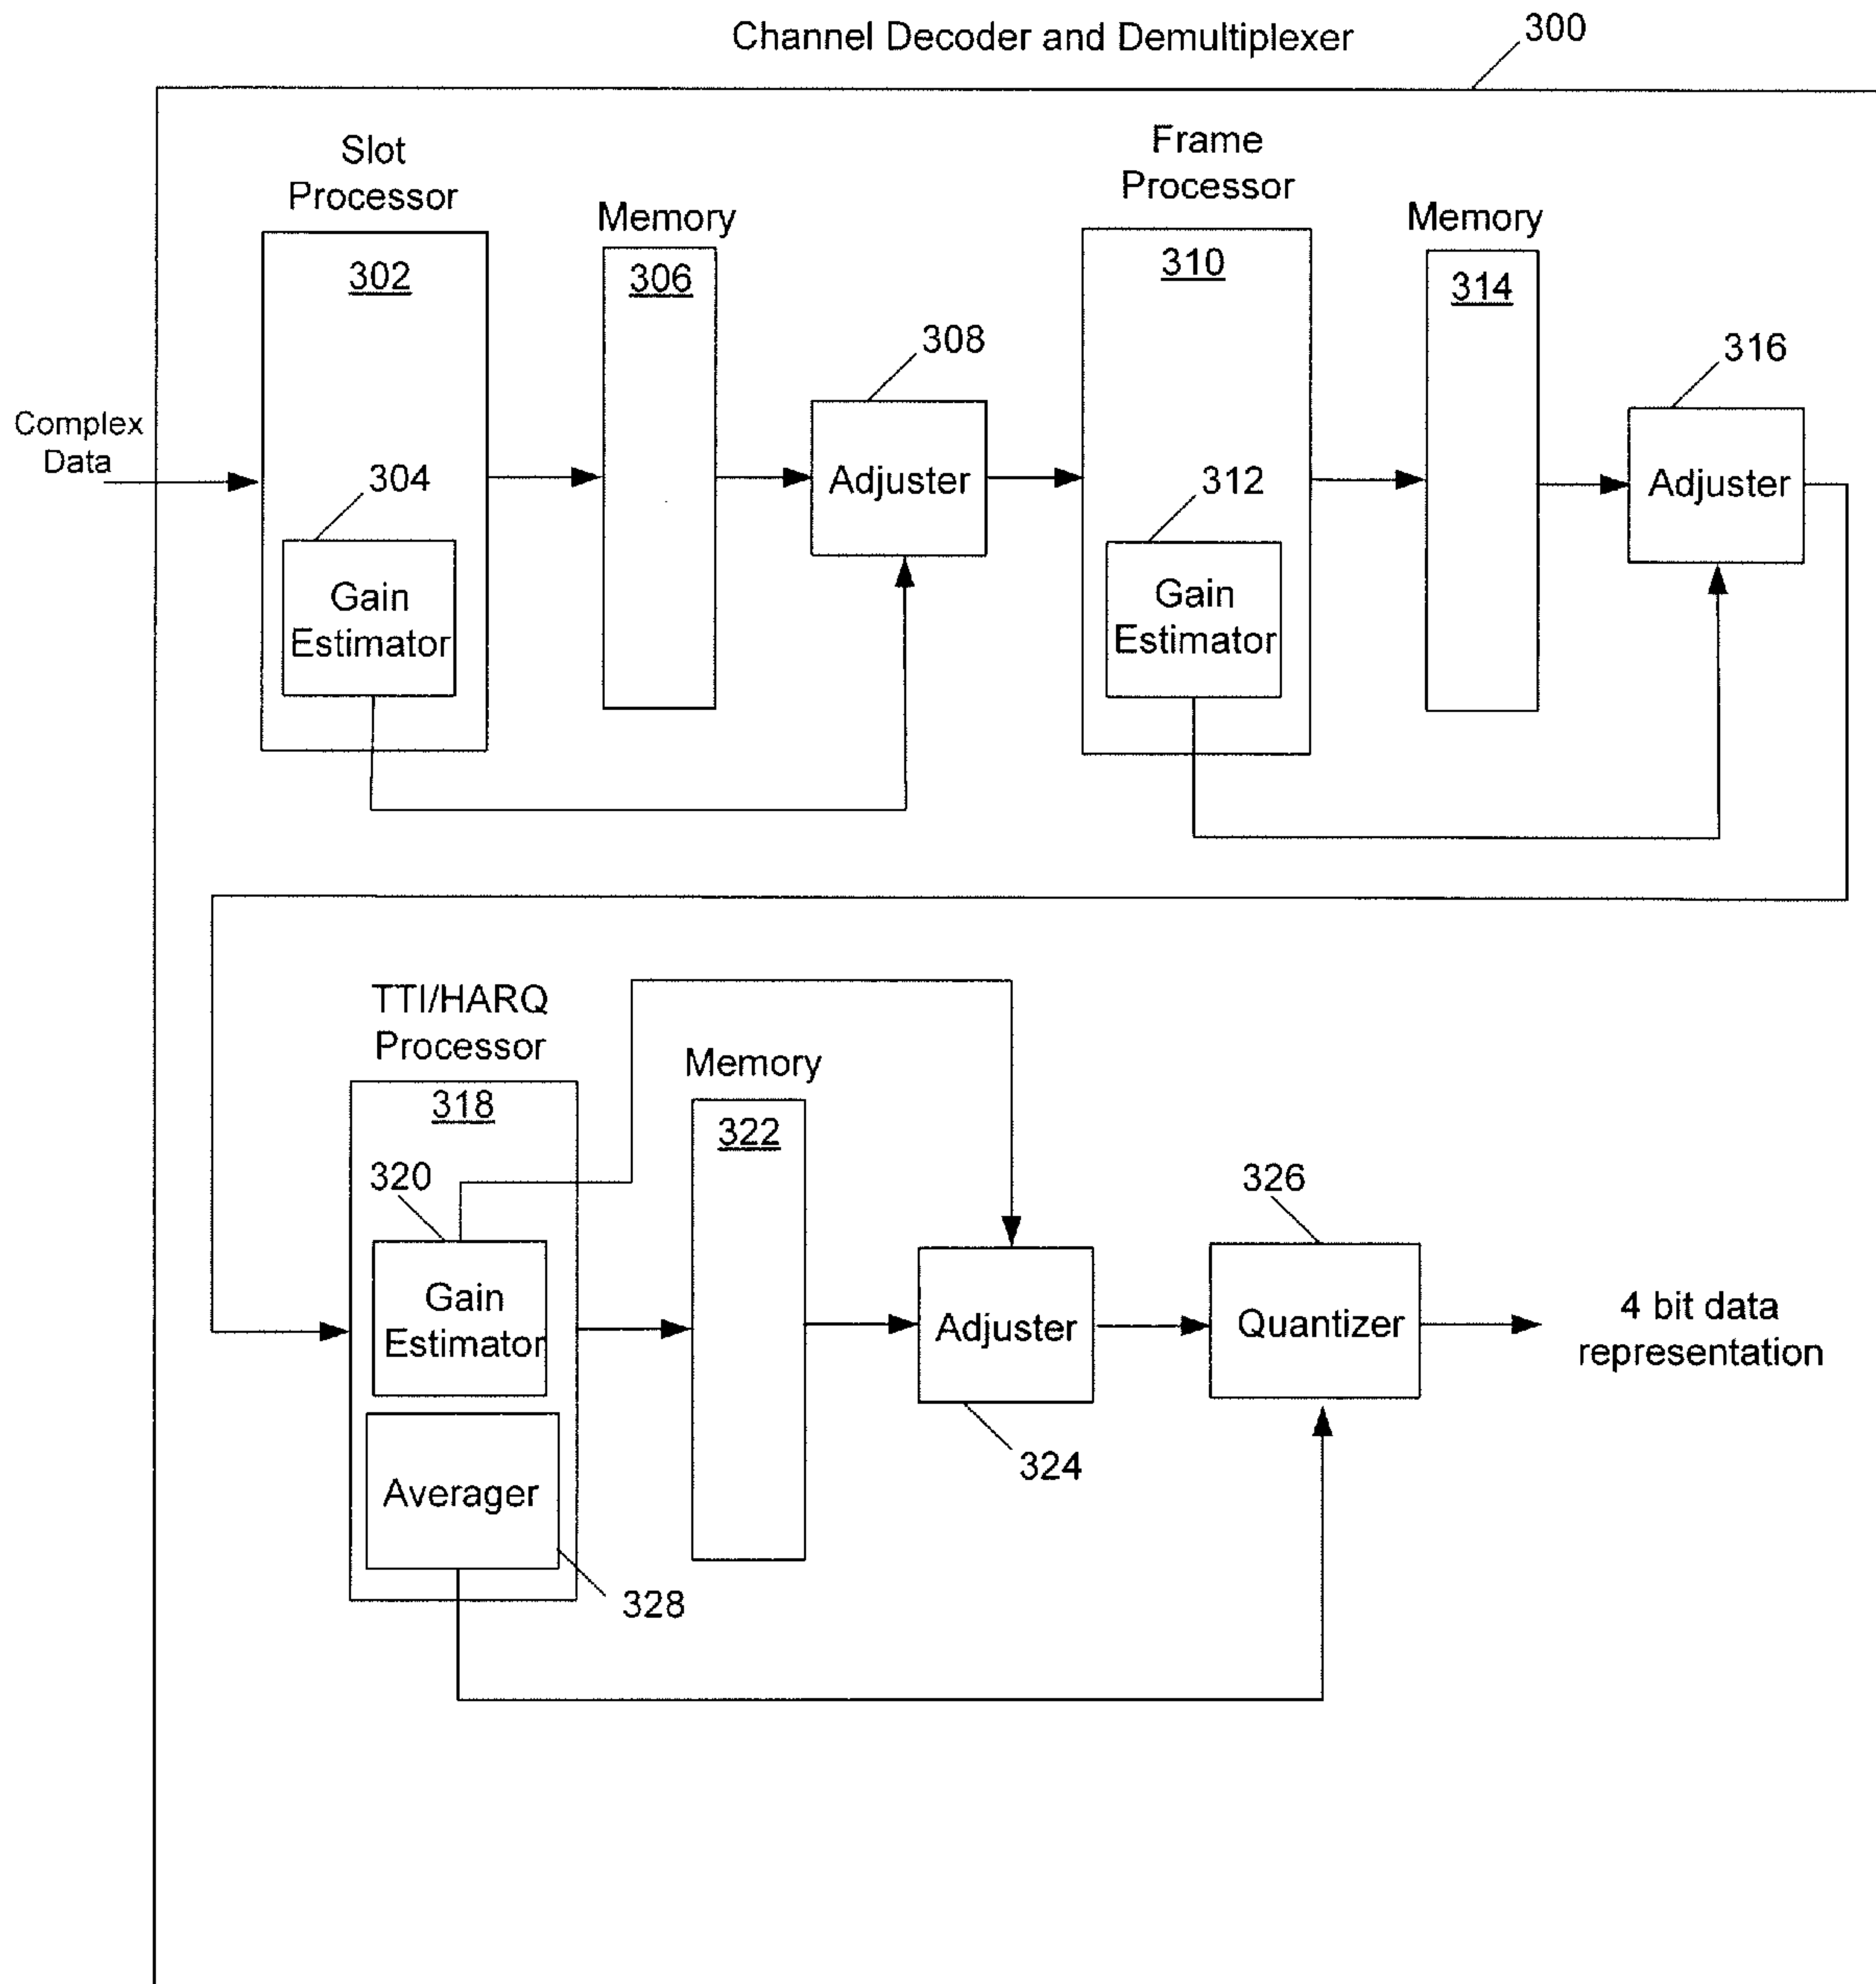 Channel Decoder and Demultiplexer
300
Slot
Processor
302
304
Gain
Estimator
Memory
306
308
Adjuster
Frame
Processor
310
312
Gain
Estimator
Memory
314
316
Adjuster
Complex
Data
TTI/HARQ
Processor
318
320
Gain
Estimator
Averager
328
Memory
322
Adjuster
324
326
Quantizer
4 bit data
representation